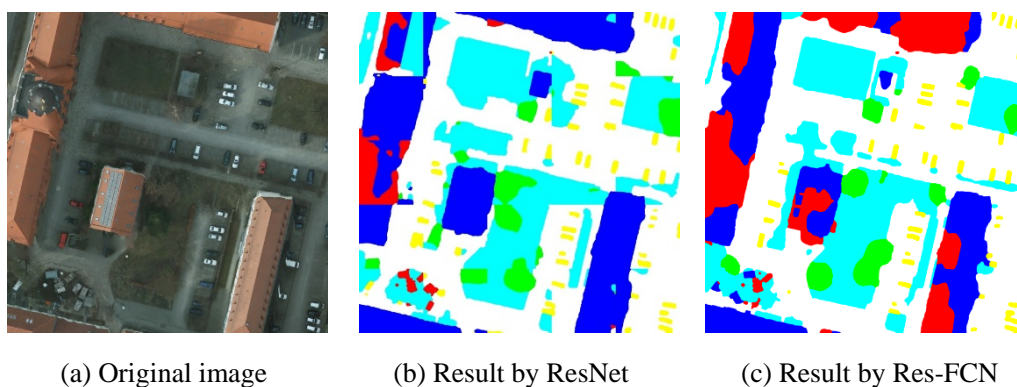 (a) Original image
(b) Result by ResNet
(c) Result by Res-FCN